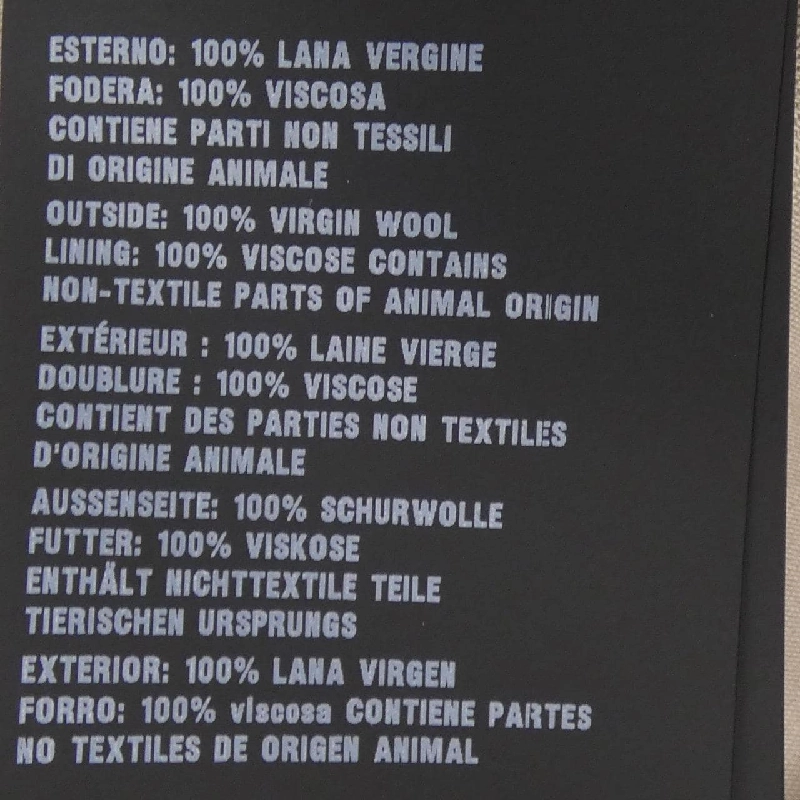 ESTERNO: 100% LANA VERGINE
FODERA: 100% VISCOSA
CONTIENE PARTI NON TESSILI
DI ORIGINE ANIMALE
OUTSIDE: 100% VIRGIN WOOL
LINING: 100% VISCOSE CONTAINS
NON-TEXTILE PARTS OF ANIMAL ORIGIN
EXTÉRIEUR : 100% LAINE VIERGE
DOUBLURE : 100% VISCOSE
CONTIENT DES PARTIES NON TEXTILES
D'ORIGINE ANIMALE
AUSSENSEITE: 100% SCHURWOLLE
FUTTER: 100% VISKOSE
ENTHÄLT NICHTTEXTILE TEILE
TIERISCHEN URSPRUNGS
EXTERIOR: 100% LANA VIRGEN
FORRO: 100% viscosa CONTIENE PARTES
NO TEXTILES DE ORIGEN ANIMAL